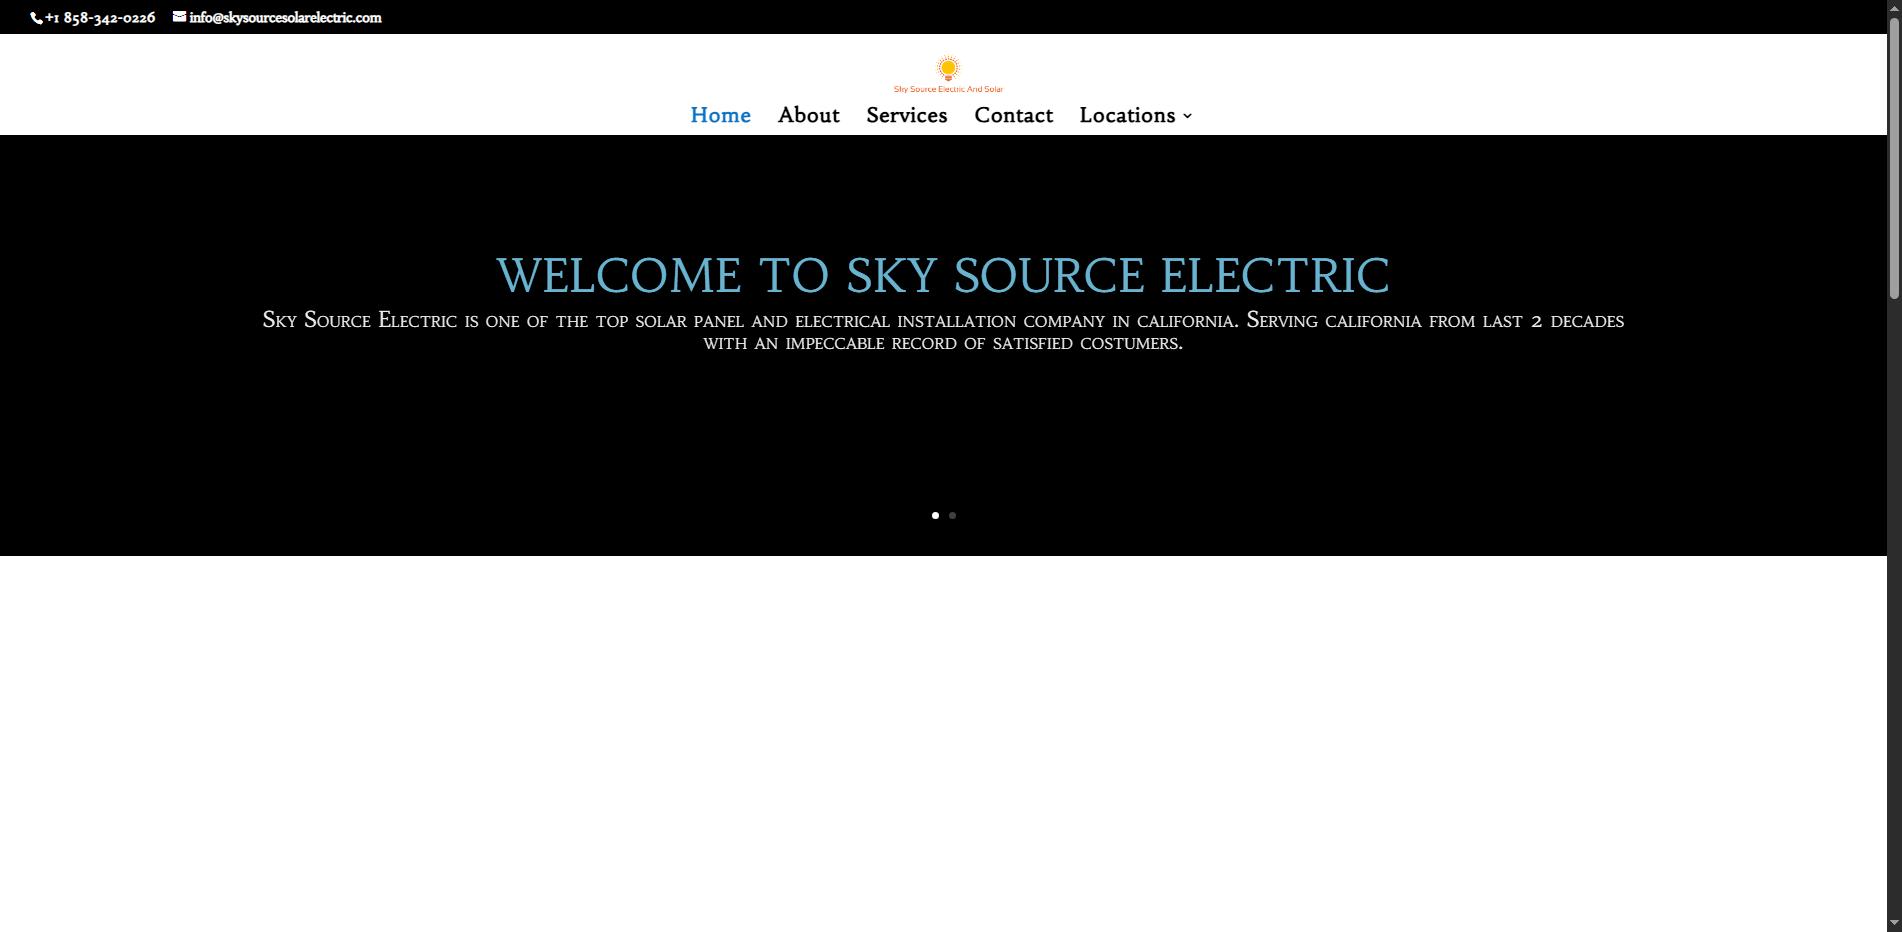 +1 858-342-0226 info@skysourcesolarelectric.com
Sky Source Electric And Solar
Home About Services Contact Locations
WELCOME TO SKY SOURCE ELECTRIC
Sky Source Electric is one of the top solar panel and electrical installation company in california. Serving california from last 2 decades
with an impeccable record of satisfied costumers.